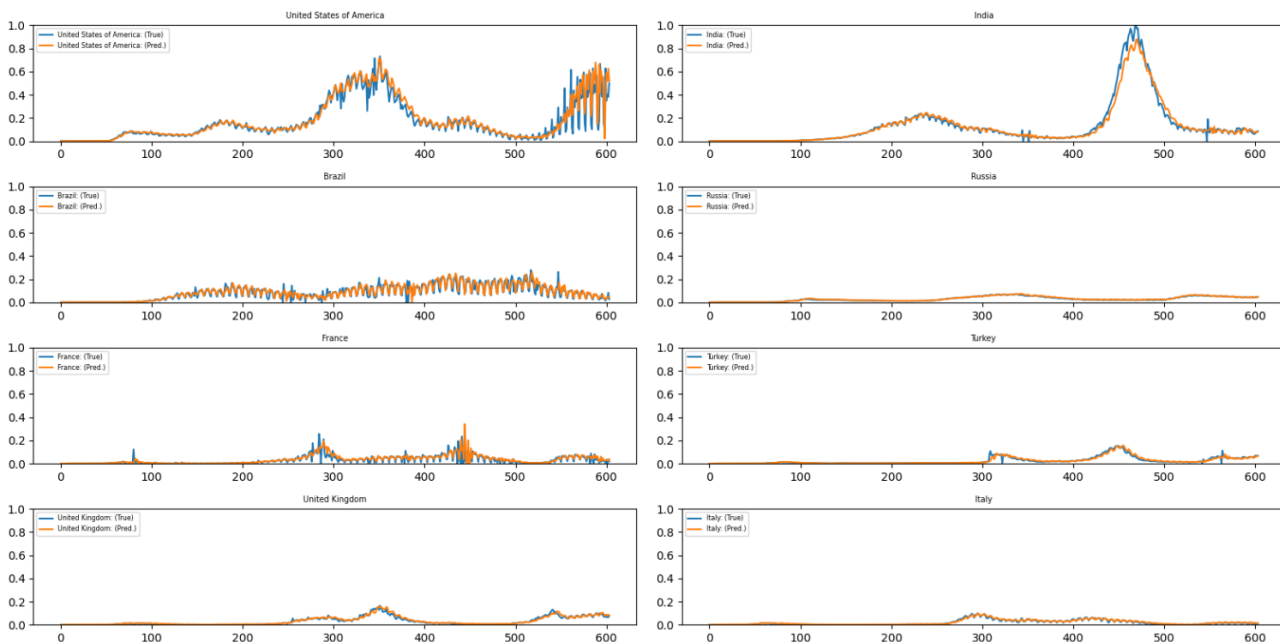 United States of America
United States of America: (True)
United States of America: (Pred.)
1.0
0.8
0.6
0.4
0.2
0.0
0 100 200 300 400 500 600
India
India: (True)
India: (Pred.)
1.0
0.8
0.6
0.4
0.2
0.0
0 100 200 300 400 500 600
Brazil
Brazil: (True)
Brazil: (Pred.)
1.0
0.8
0.6
0.4
0.2
0.0
0 100 200 300 400 500 600
Russia
Russia: (True)
Russia: (Pred.)
1.0
0.8
0.6
0.4
0.2
0.0
0 100 200 300 400 500 600
France
France: (True)
France: (Pred.)
1.0
0.8
0.6
0.4
0.2
0.0
0 100 200 300 400 500 600
Turkey
Turkey: (True)
Turkey: (Pred.)
1.0
0.8
0.6
0.4
0.2
0.0
0 100 200 300 400 500 600
United Kingdom
United Kingdom: (True)
United Kingdom: (Pred.)
1.0
0.8
0.6
0.4
0.2
0.0
0 100 200 300 400 500 600
Italy
Italy: (True)
Italy: (Pred.)
1.0
0.8
0.6
0.4
0.2
0.0
0 100 200 300 400 500 600